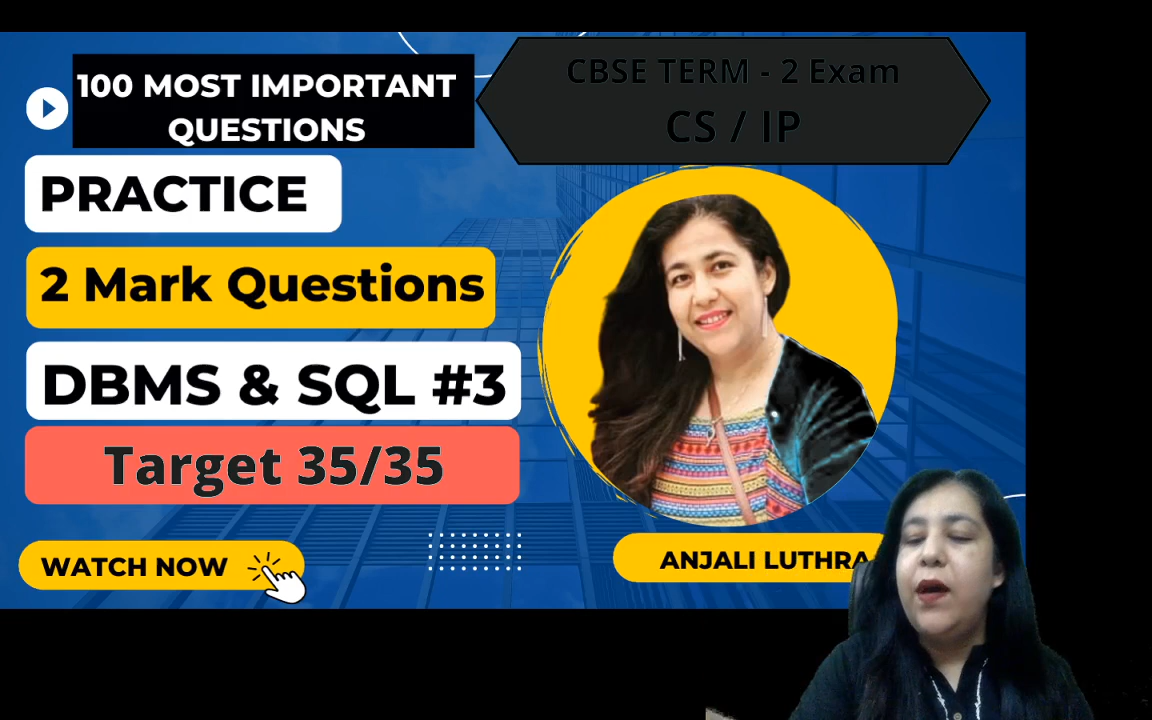 100 MOST IMPORTANT
QUESTIONS
CBSE TERM - 2 Exam
CS / IP
PRACTICE
2 Mark Questions
DBMS & SQL #3
Target 35/35
WATCH NOW
ANJALI LUTHRA